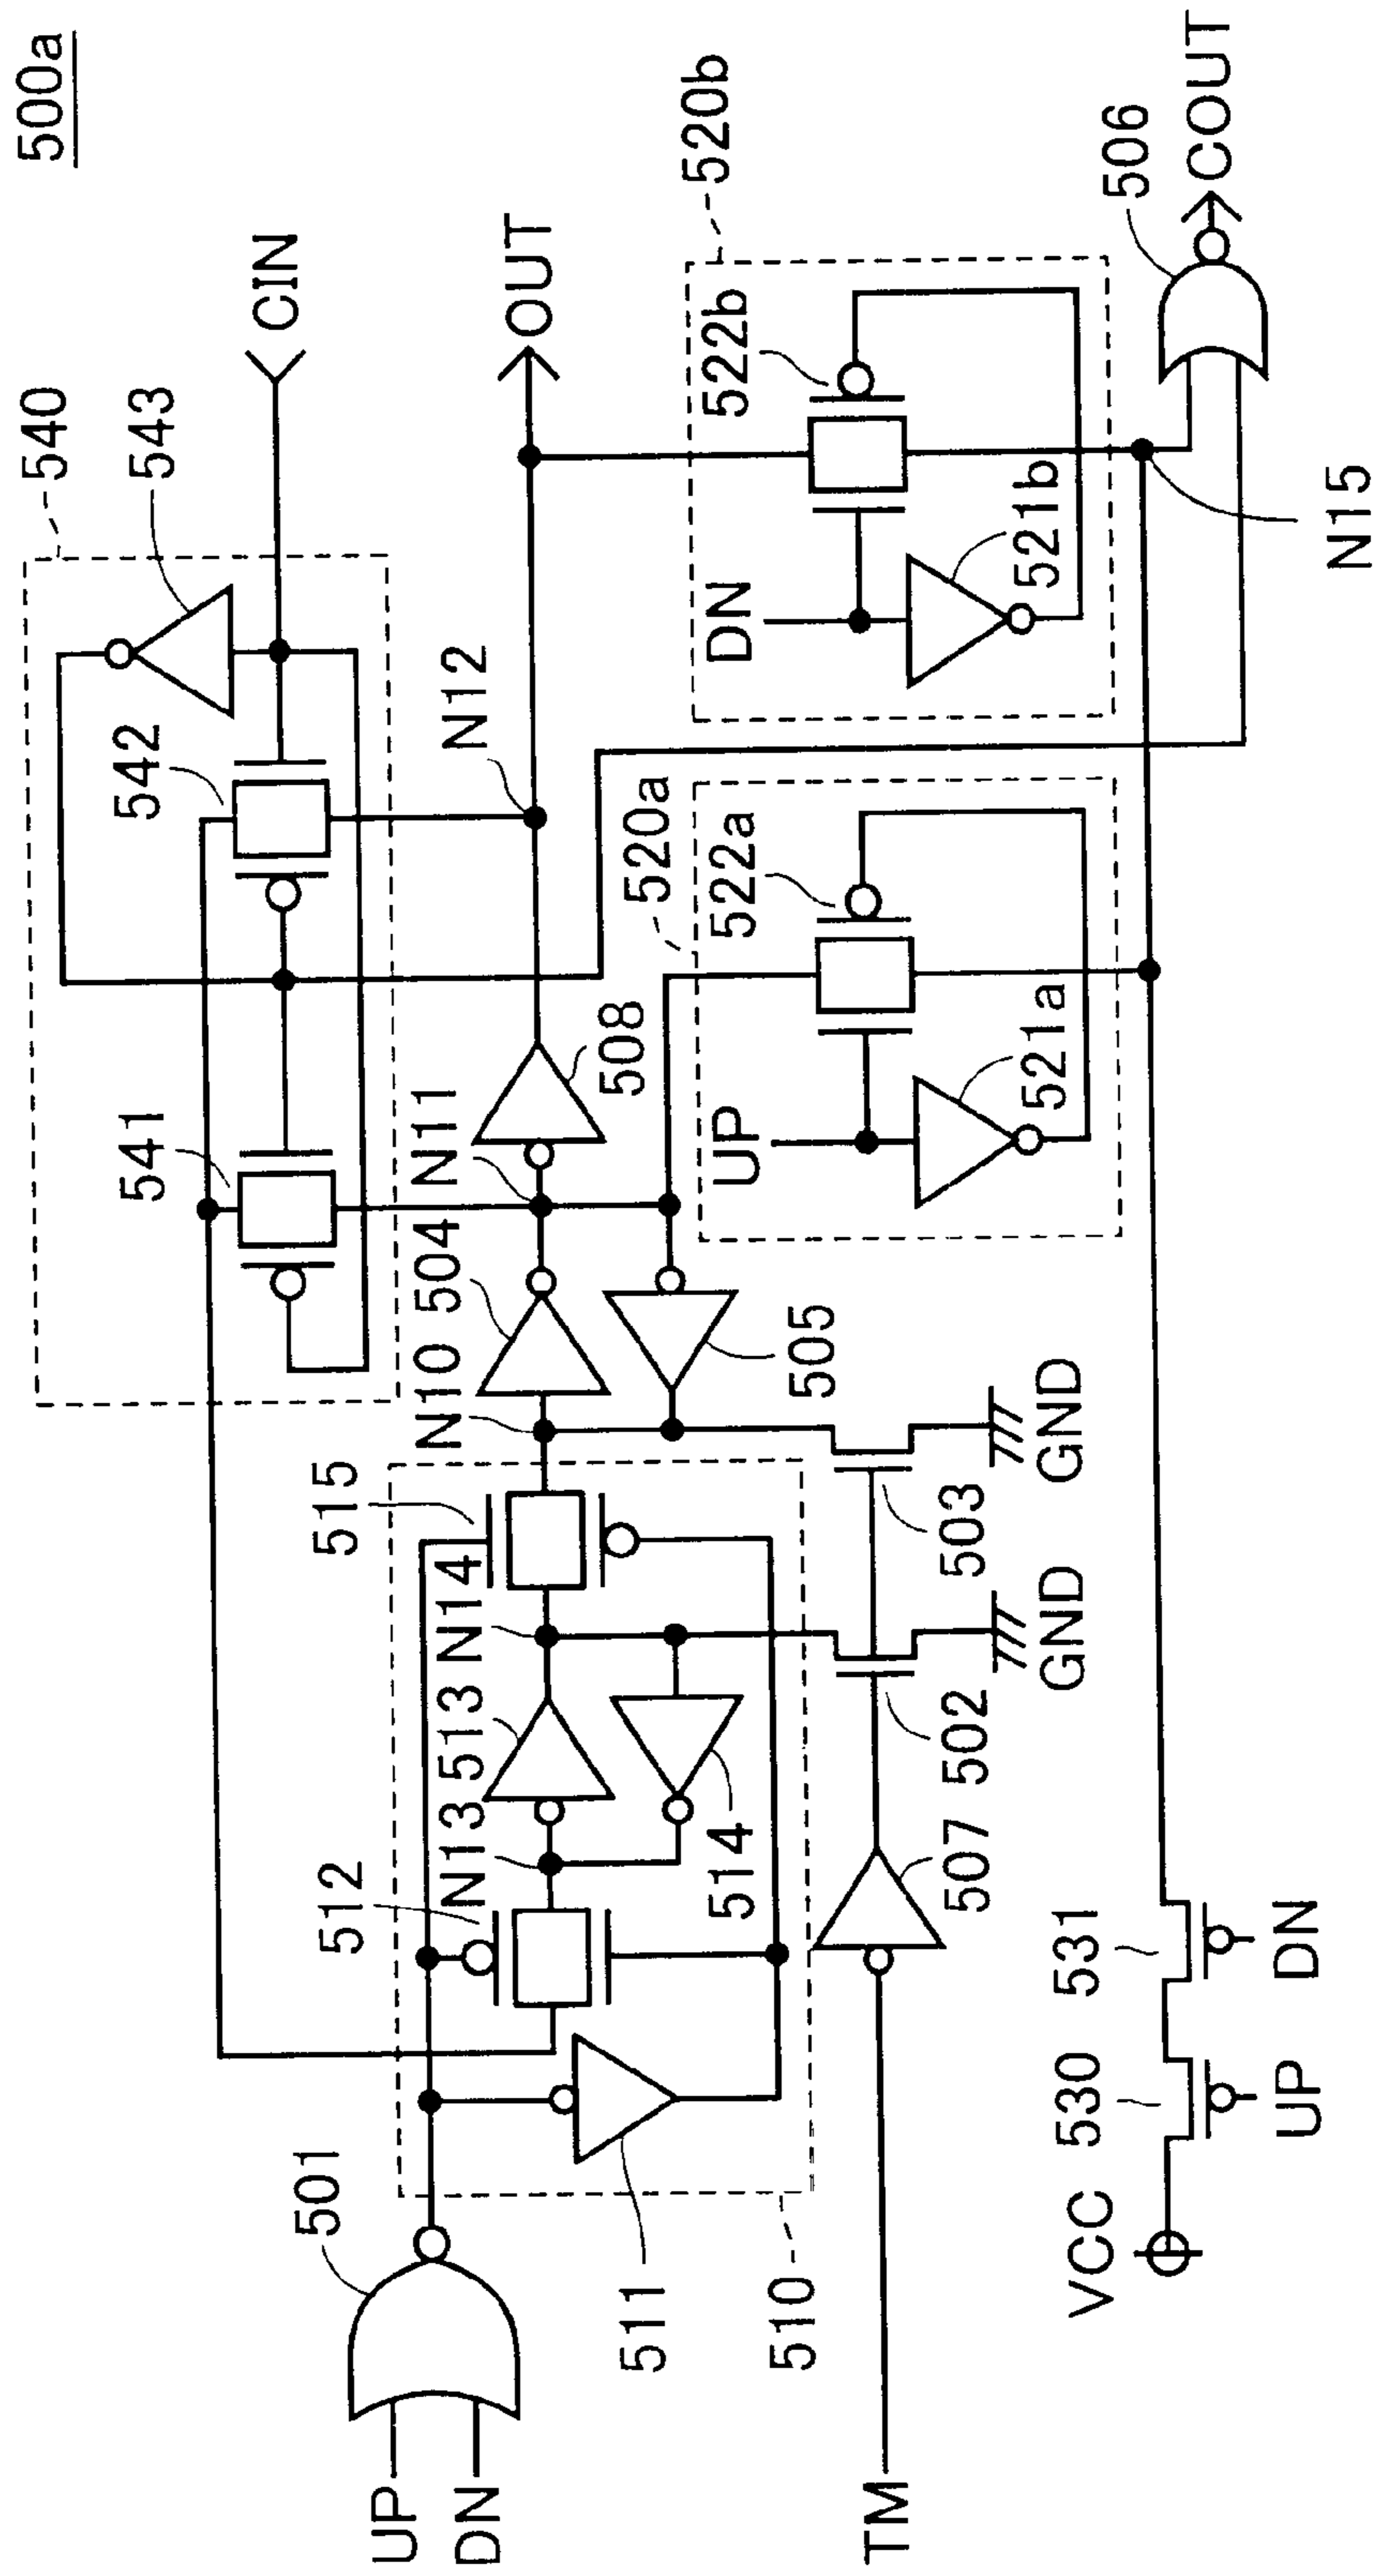 500a
540
543
CIN
542
541
N12
OUT
520b
522b
DN
521b
506
COUT
N15
508
N11
504
N10
505
520a
522a
UP
521a
515
N14
513
N13
512
514
511
510
501
UP
DN
503
GND
502
GND
507
TM
531
DN
530
UP
VCC